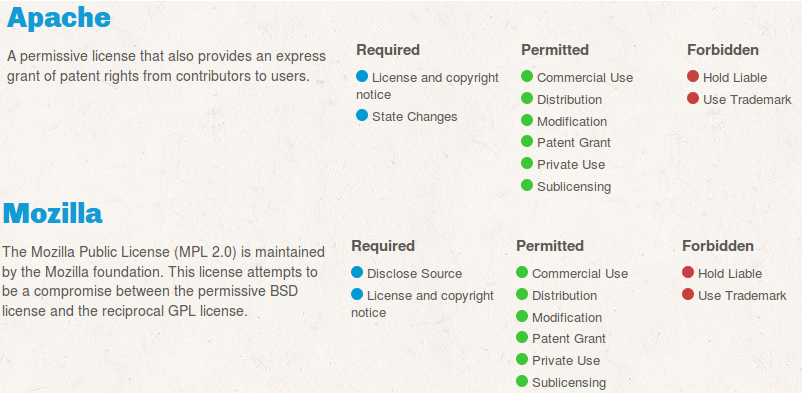 Apache
A permissive license that also provides an express
grant of patent rights from contributors to users.
Required
License and copyright
notice
State Changes
Permitted
Commercial Use
Distribution
Modification
Patent Grant
Private Use
Sublicensing
Forbidden
Hold Liable
Use Trademark
Mozilla
The Mozilla Public License (MPL 2.0) is maintained
by the Mozilla foundation. This license attempts to
be a compromise between the permissive BSD
license and the reciprocal GPL license.
Required
Disclose Source
License and copyright
notice
Permitted
Commercial Use
Distribution
Modification
Patent Grant
Private Use
Sublicensing
Forbidden
Hold Liable
Use Trademark